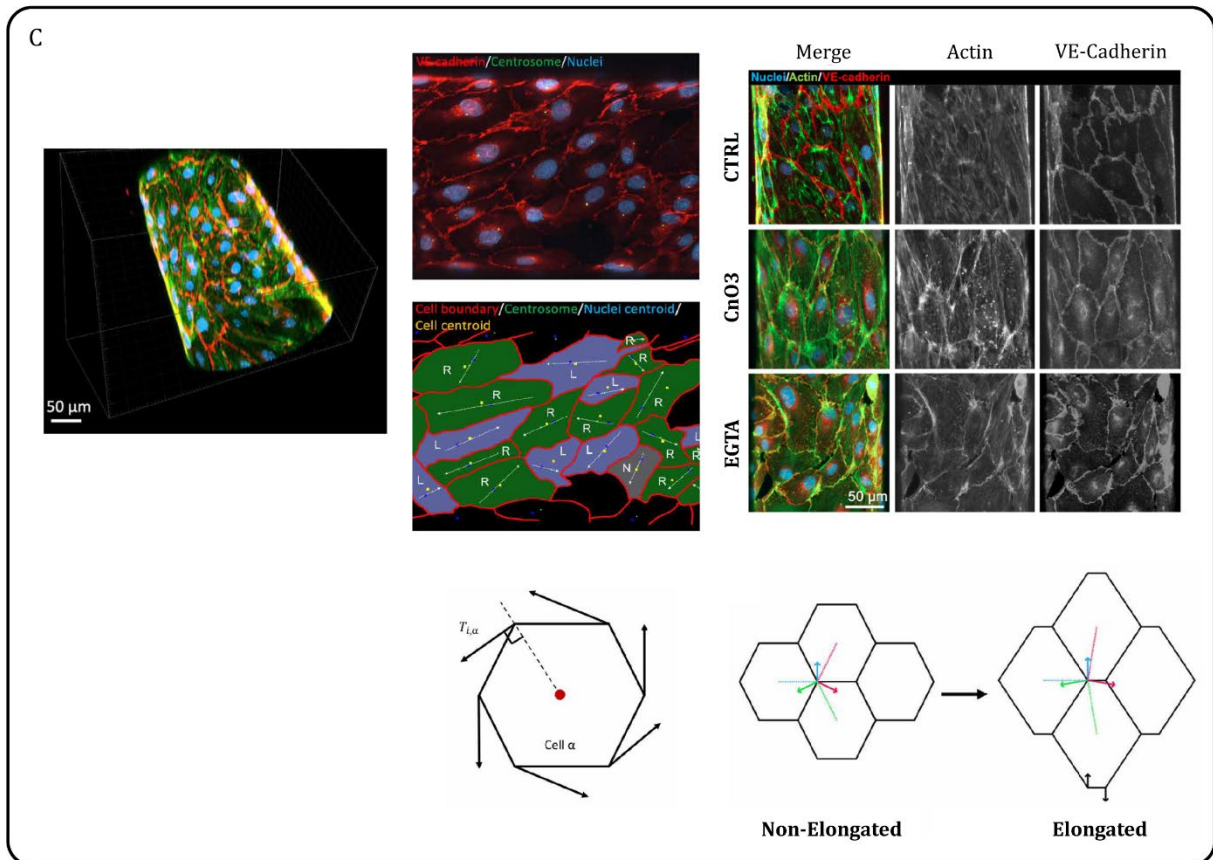 C
50 µm
VE-cadherin/Centrosome/Nuclei
Cell boundary/Centrosome/Nuclei centroid/
Cell centroid
R
R
R
L
R
L
R
R
L
R
R
L
L
R
L
R
L
R
N
R
R
Merge Actin VE-Cadherin
Nuclei/Actin/VE-cadherin
CTRL
CnO3
EGTA
50 µm
T i,α
Cell α
Non-Elongated
Elongated